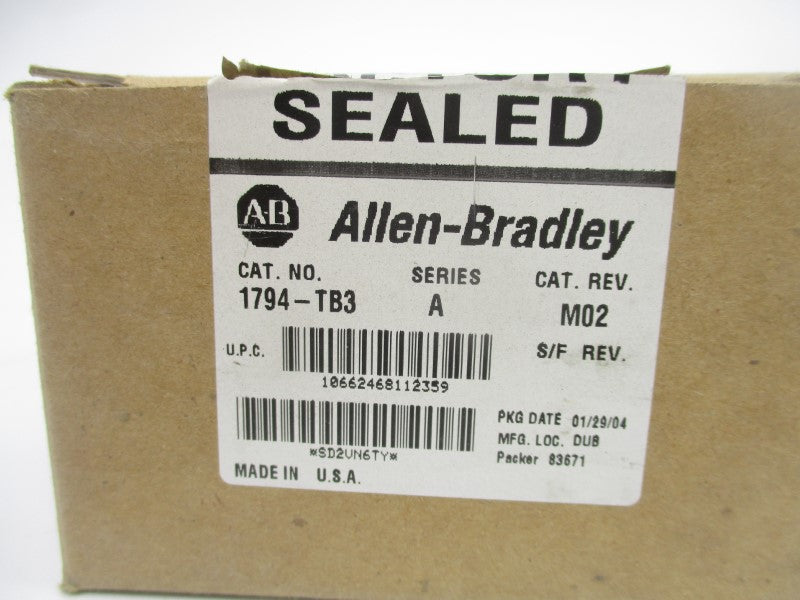 SEALED
AB Allen-Bradley
CAT. NO. SERIES CAT. REV.
1794-TB3 A M02
U.P.C. S/F REV.
10662468112359
PKG DATE 01/29/04
MFG. LOC. DUB
*SD2VN6TY* Packer 83671
MADE IN U.S.A.